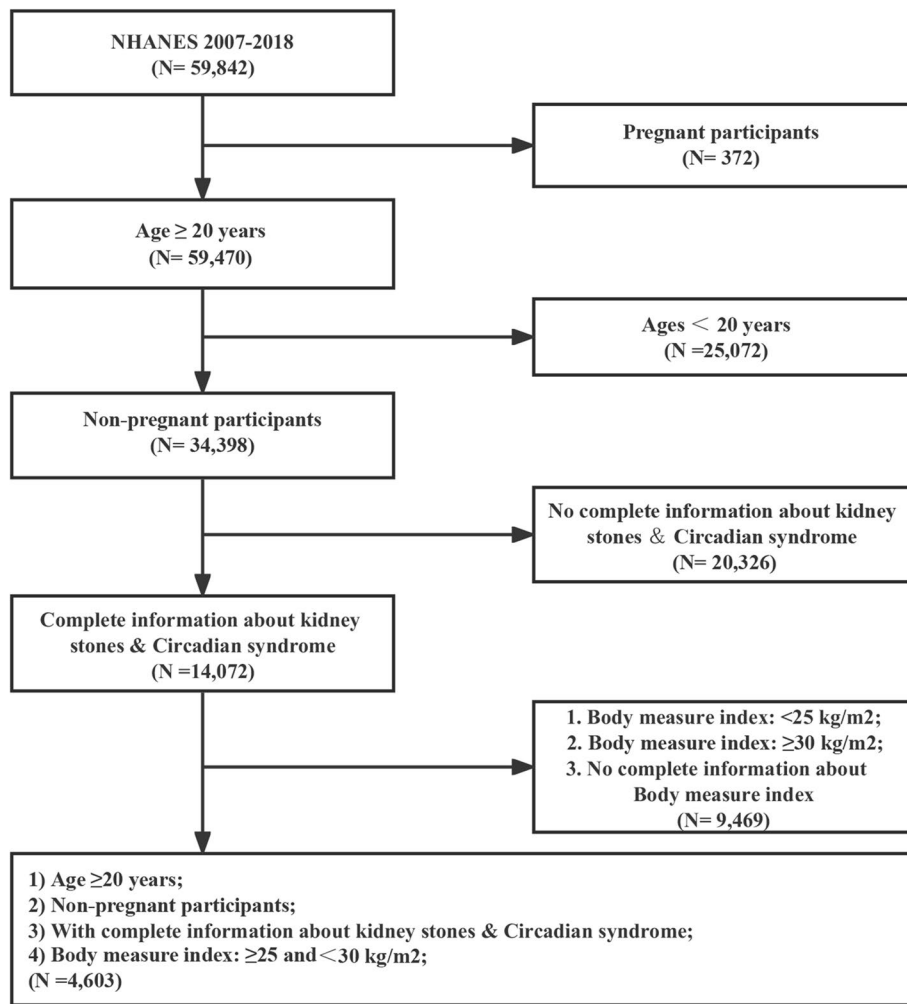 NHANES 2007-2018
(N= 59,842)
Pregnant participants
(N= 372)
Age ≥ 20 years
(N= 59,470)
Ages < 20 years
(N =25,072)
Non-pregnant participants
(N= 34,398)
No complete information about kidney
stones & Circadian syndrome
(N= 20,326)
Complete information about kidney
stones & Circadian syndrome
(N =14,072)
1. Body measure index: <25 kg/m2;
2. Body measure index: ≥30 kg/m2;
3. No complete information about
Body measure index
(N= 9,469)
1) Age ≥20 years;
2) Non-pregnant participants;
3) With complete information about kidney stones & Circadian syndrome;
4) Body measure index: ≥25 and<30 kg/m2;
(N =4,603)